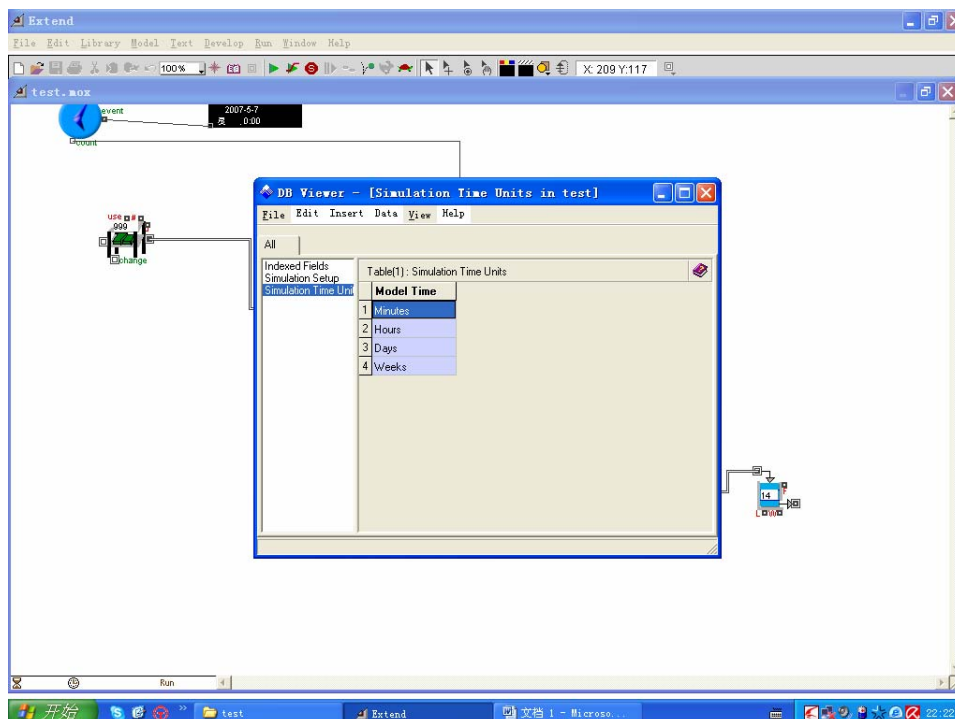 Extend
File Edit Library Model Text Develop Run Window Help
100%
X: 209 Y:117
test.mox
event
2007-5-7
.0:00
count
use #
999
change
DB Viewer - [Simulation Time Units in test]
File Edit Insert Data View Help
All
Indexed Fields
Simulation Setup
Simulation Time Uni
Table(1) : Simulation Time Units
Model Time
1 Minutes
2 Hours
3 Days
4 Weeks
14
F
L W
Run
开始
test
Extend
文档 1 - Microso...
22:22